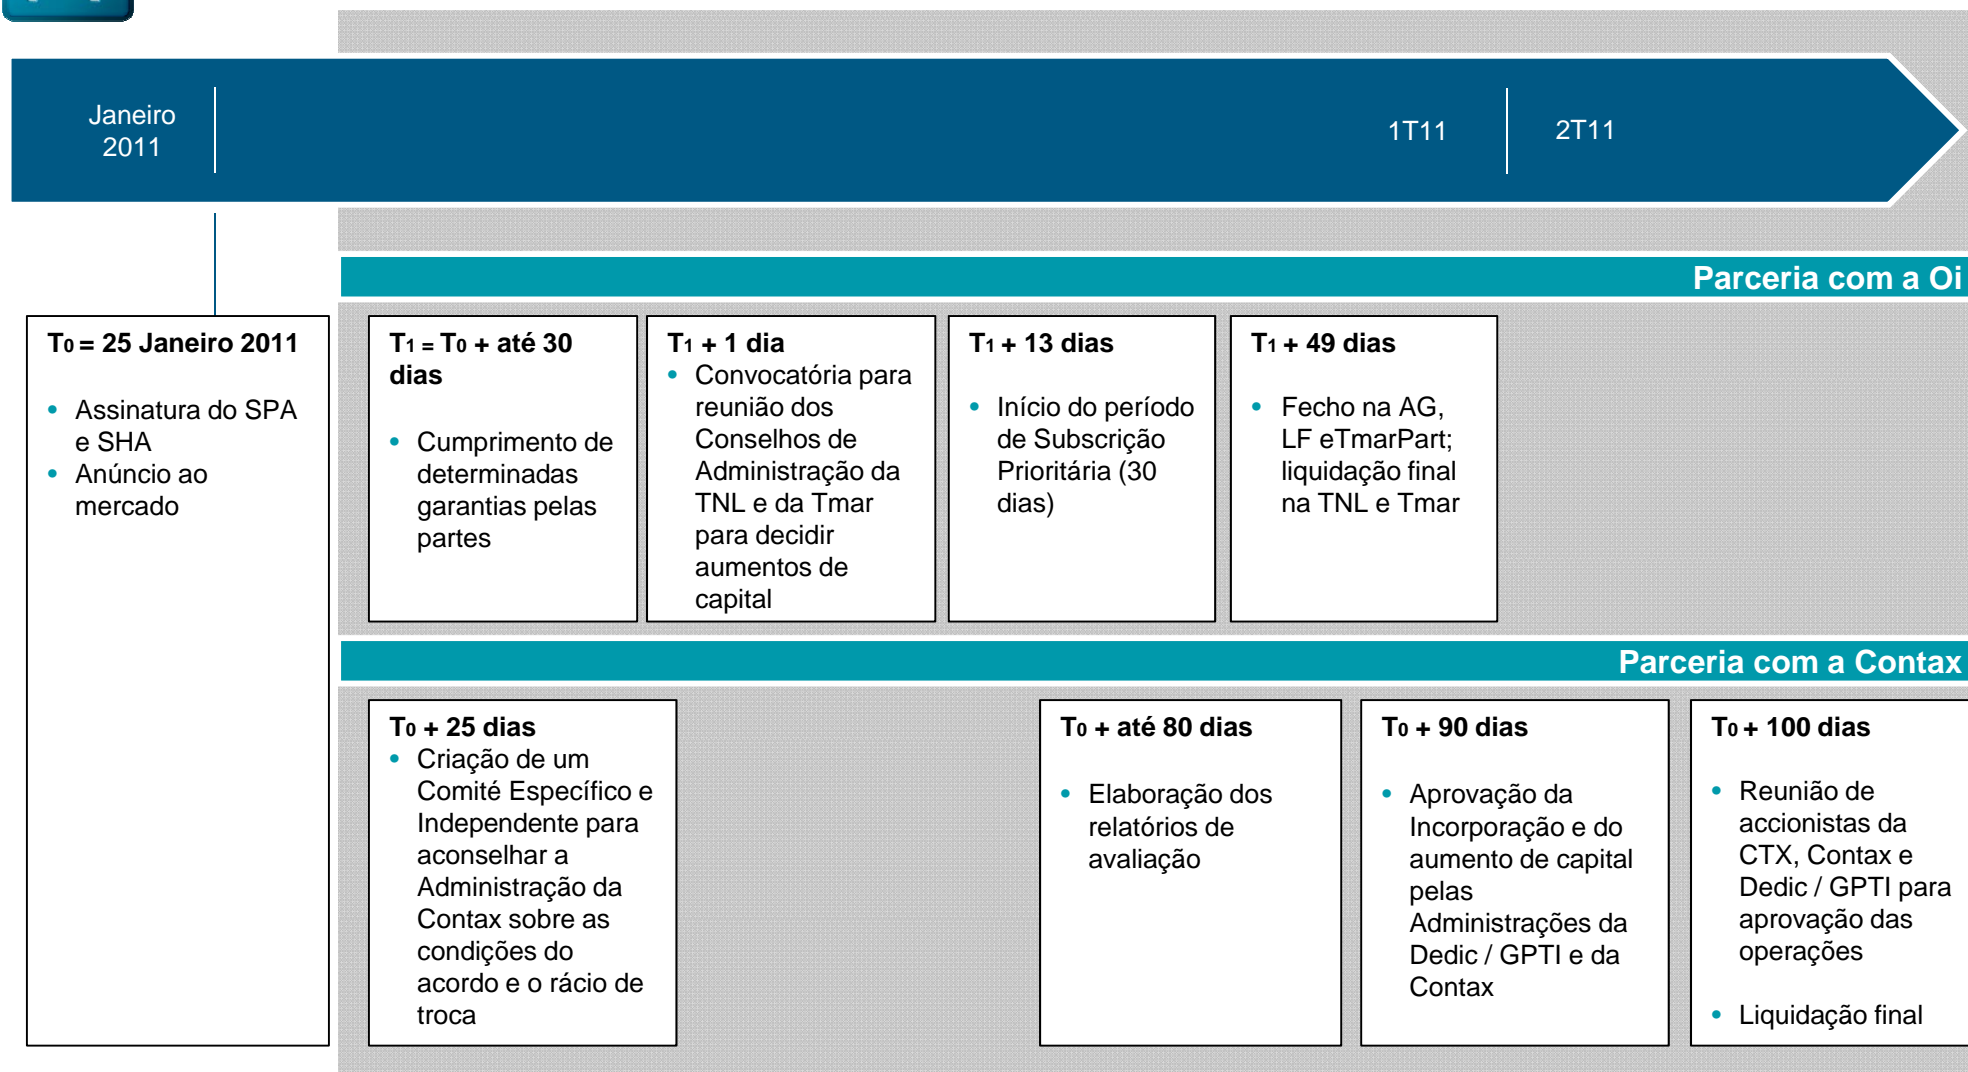 Janeiro
2011
1T11
2T11
Parceria com a Oi
T0 = 25 Janeiro 2011
• Assinatura do SPA
e SHA
• Anúncio ao
mercado
T1 = T0 + até 30
dias
• Cumprimento de
determinadas
garantias pelas
partes
T1 + 1 dia
• Convocatória para
reunião dos
Conselhos de
Administração da
TNL e da Tmar
para decidir
aumentos de
capital
T1 + 13 dias
• Início do período
de Subscrição
Prioritária (30
dias)
T1 + 49 dias
• Fecho na AG,
LF eTmarPart;
liquidação final
na TNL e Tmar
Parceria com a Contax
T0 + 25 dias
• Criação de um
Comité Específico e
Independente para
aconselhar a
Administração da
Contax sobre as
condições do
acordo e o rácio de
troca
T0 + até 80 dias
• Elaboração dos
relatórios de
avaliação
T0 + 90 dias
• Aprovação da
Incorporação e do
aumento de capital
pelas
Administrações da
Dedic / GPTI e da
Contax
T0 + 100 dias
• Reunião de
accionistas da
CTX, Contax e
Dedic / GPTI para
aprovação das
operações
• Liquidação final